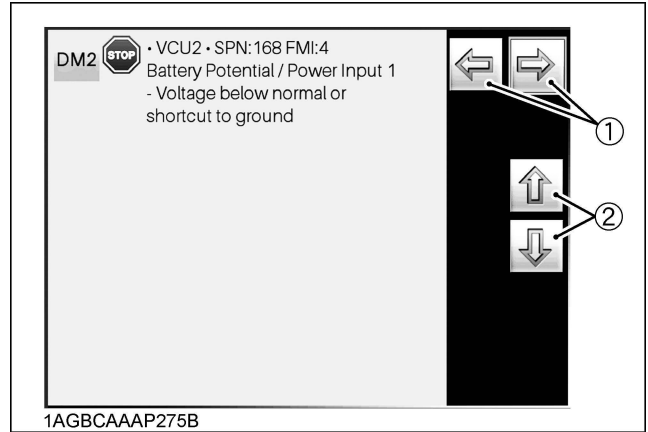 DM2 STOP • VCU2 • SPN:168 FMI:4
Battery Potential / Power Input 1
- Voltage below normal or
shortcut to ground
①
②
1AGBCAAAP275B